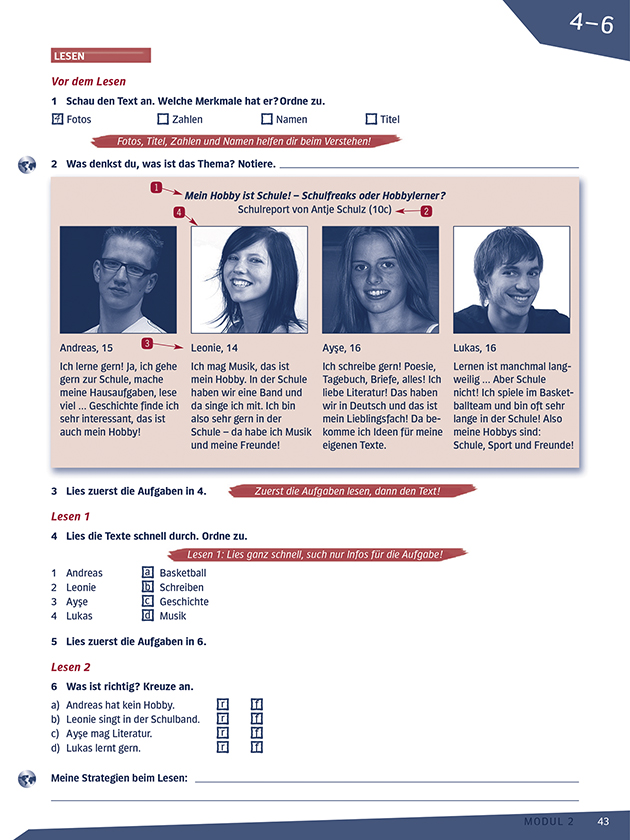 4–6
LESEN
Vor dem Lesen
1 Schau den Text an. Welche Merkmale hat er? Ordne zu.
Fotos Zahlen Namen Titel
Fotos, Titel, Zahlen und Namen helfen dir beim Verstehen!
2 Was denkst du, was ist das Thema? Notiere.
1 Mein Hobby ist Schule! – Schulfreaks oder Hobbylerner?
4 Schulreport von Antje Schulz (10c) 2
Andreas, 15
Ich lerne gern! Ja, ich gehe
gern zur Schule, mache
meine Hausaufgaben, lese
viel ... Geschichte finde ich
sehr interessant, das ist
auch mein Hobby!
3 Leonie, 14
Ich mag Musik, das ist
mein Hobby. In der Schule
haben wir eine Band und
da singe ich mit. Ich bin
also sehr gern in der
Schule – da habe ich Musik
und meine Freunde!
Ayşe, 16
Ich schreibe gern! Poesie,
Tagebuch, Briefe, alles! Ich
liebe Literatur! Das haben
wir in Deutsch und das ist
mein Lieblingsfach! Da be-
komme ich Ideen für meine
eigenen Texte.
Lukas, 16
Lernen ist manchmal lang-
weilig ... Aber Schule
nicht! Ich spiele im Basket-
ballteam und bin oft sehr
lange in der Schule! Also
meine Hobbys sind:
Schule, Sport und Freunde!
3 Lies zuerst die Aufgaben in 4. Zuerst die Aufgaben lesen, dann den Text!
Lesen 1
4 Lies die Texte schnell durch. Ordne zu.
Lesen 1: Lies ganz schnell, such nur Infos für die Aufgabe!
1 Andreas a Basketball
2 Leonie b Schreiben
3 Ayşe c Geschichte
4 Lukas d Musik
5 Lies zuerst die Aufgaben in 6.
Lesen 2
6 Was ist richtig? Kreuze an.
a) Andreas hat kein Hobby. r f
b) Leonie singt in der Schulband. r f
c) Ayşe mag Literatur. r f
d) Lukas lernt gern. r f
Meine Strategien beim Lesen:
MODUL 2 43